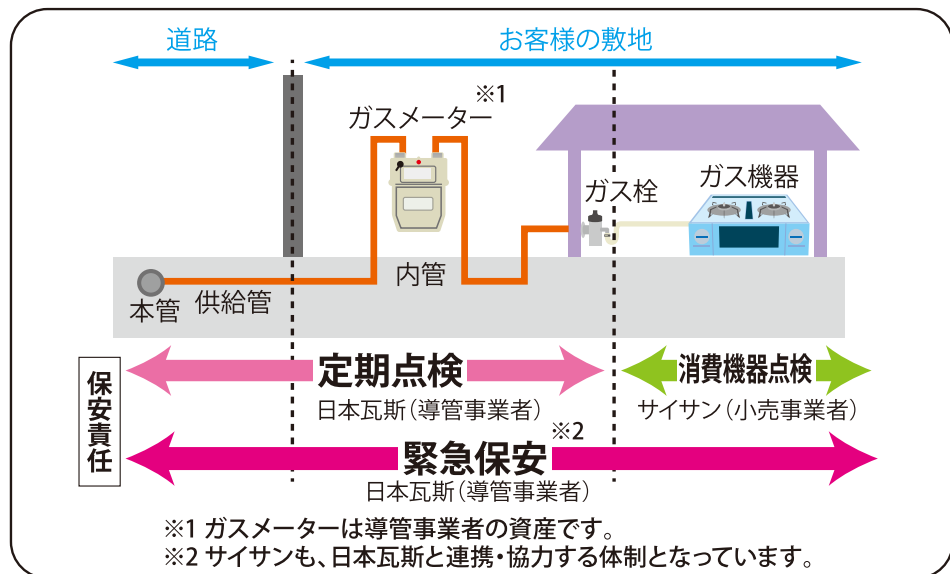 道路
お客様の敷地
ガスメーター※1
ガス栓
ガス機器
本管
供給管
内管
保安責任
定期点検
日本瓦斯（導管事業者）
消費機器点検
サイサン（小売事業者）
緊急保安※2
日本瓦斯（導管事業者）
※1 ガスメーターは導管事業者の資産です。
※2 サイサンも、日本瓦斯と連携・協力する体制となっています。